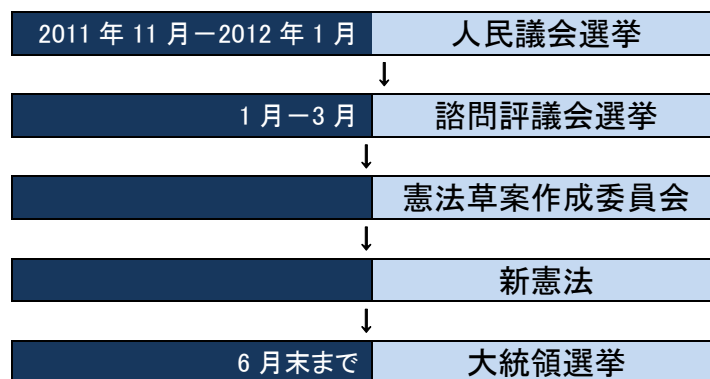 2011 年 11 月－2012 年 1 月 人民議会選挙
↓
1 月－3 月 諮問評議会選挙
↓
憲法草案作成委員会
↓
新憲法
↓
6 月末まで 大統領選挙